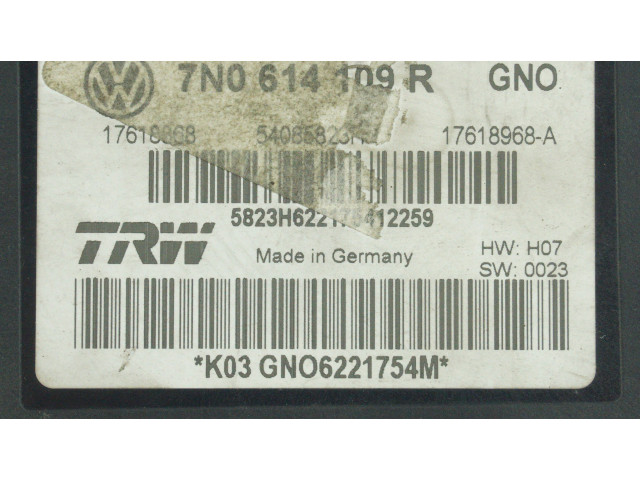 7N0 614 109 R GNO
17618968-A
TRW
Made in Germany
HW: H07
SW: 0023
*K03 GNO6221754M*